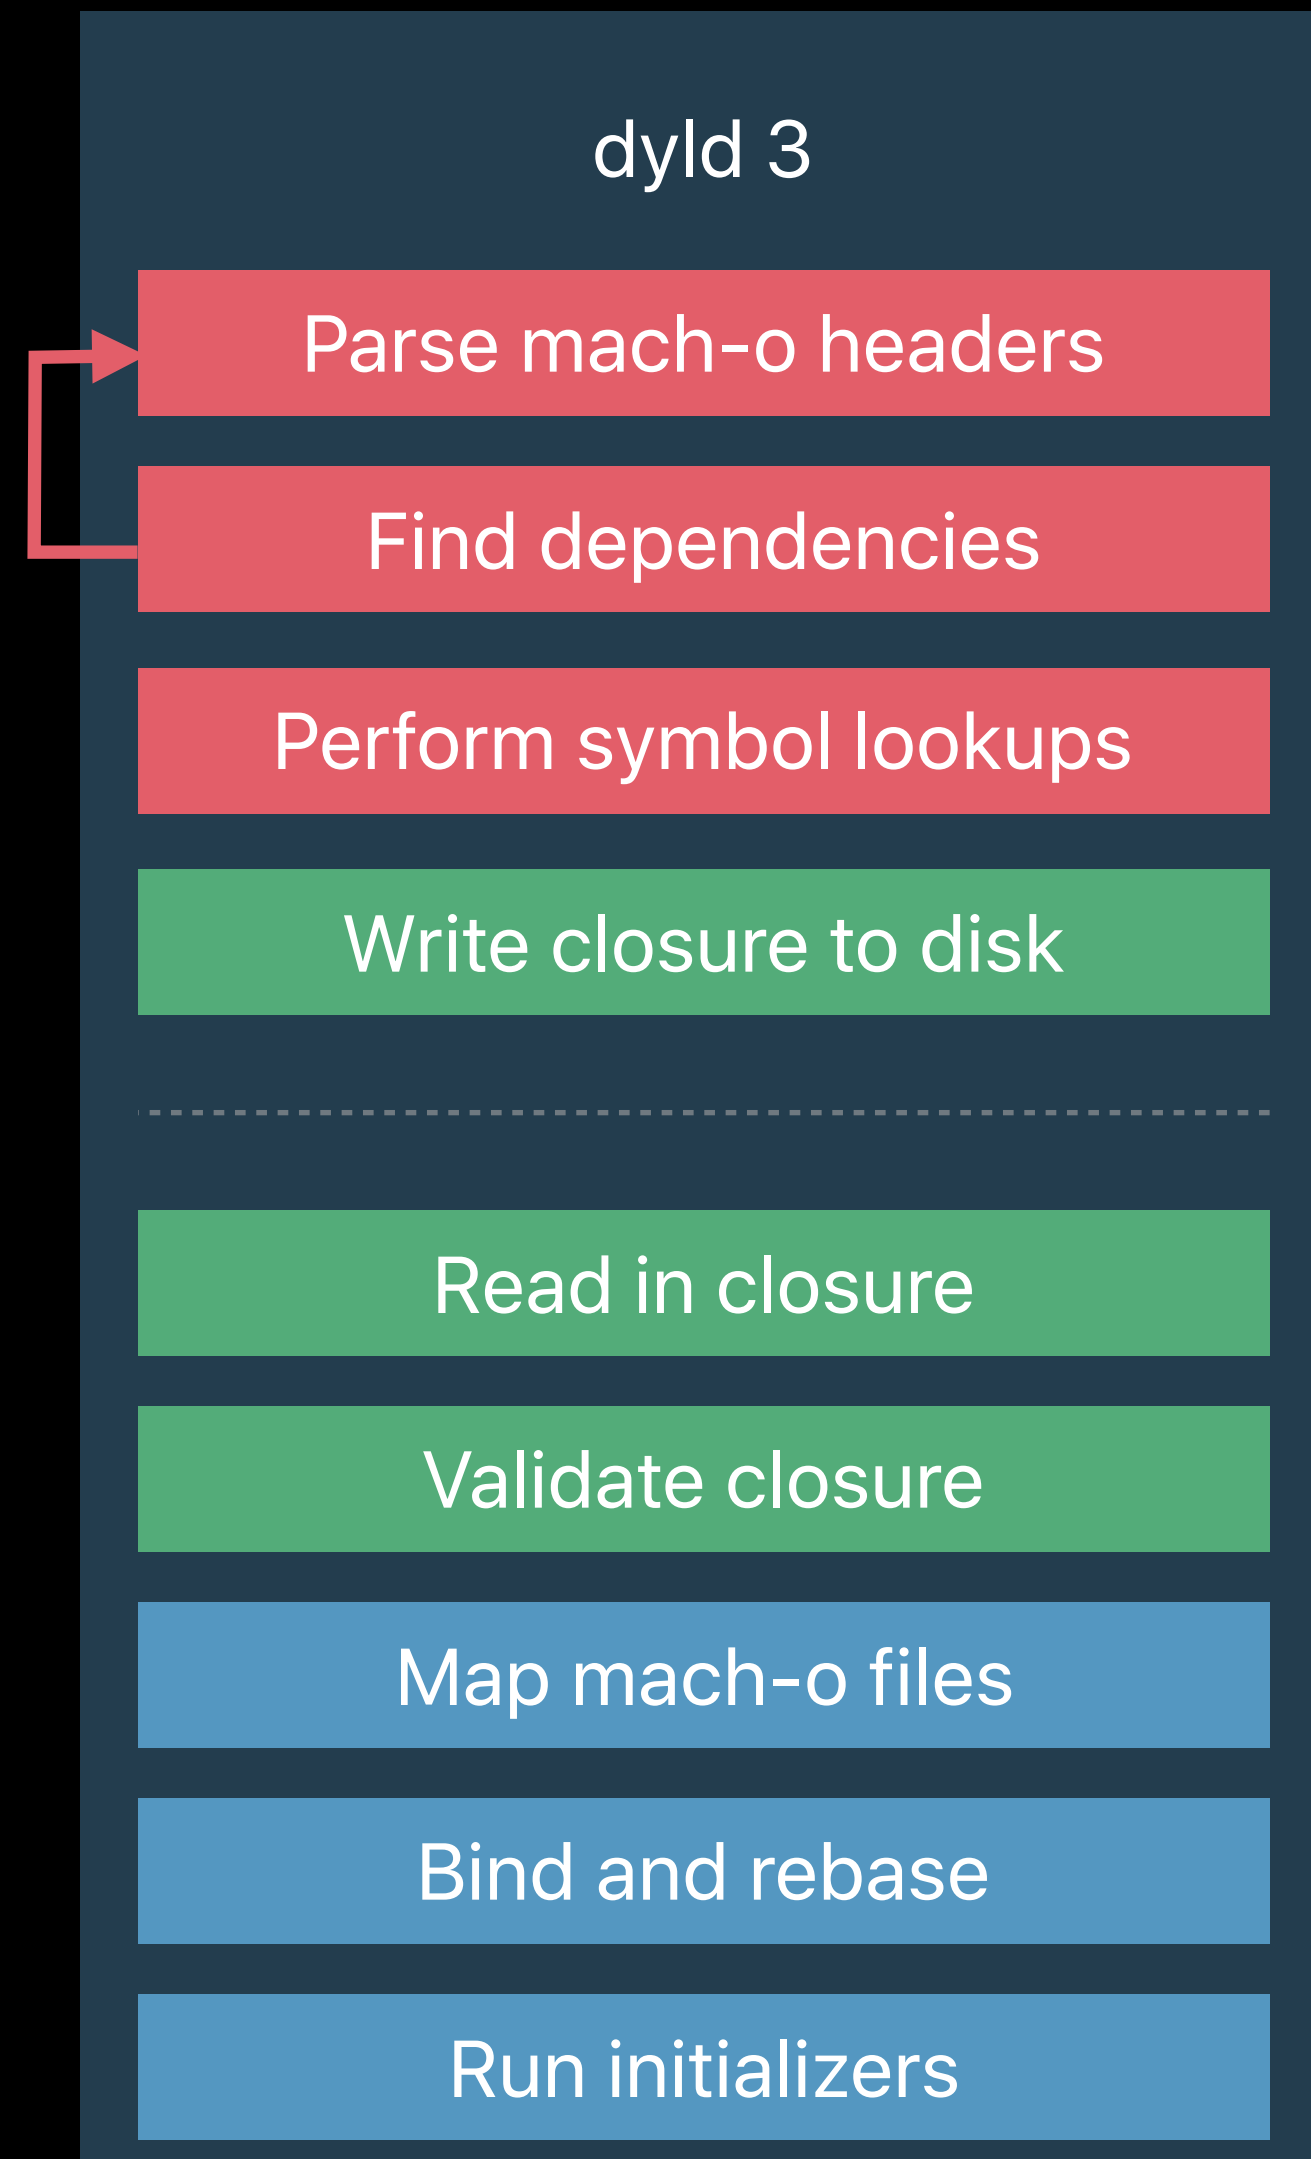 dyld 3
Parse mach-o headers
Find dependencies
Perform symbol lookups
Write closure to disk
Read in closure
Validate closure
Map mach-o files
Bind and rebase
Run initializers